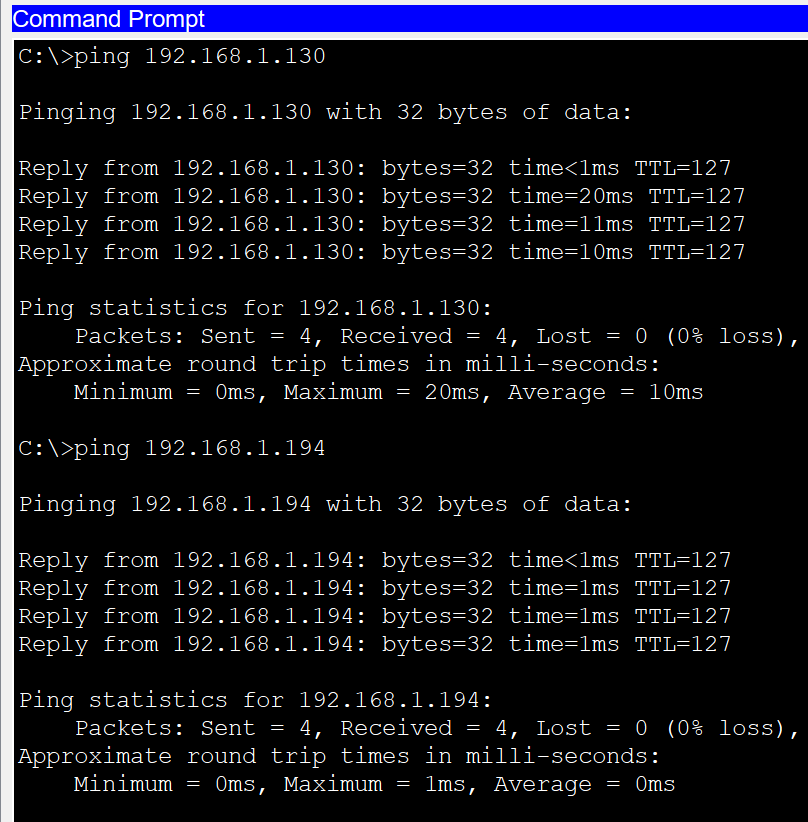 Command Prompt
C:\>ping 192.168.1.130
Pinging 192.168.1.130 with 32 bytes of data:
Reply from 192.168.1.130: bytes=32 time<1ms TTL=127
Reply from 192.168.1.130: bytes=32 time=20ms TTL=127
Reply from 192.168.1.130: bytes=32 time=11ms TTL=127
Reply from 192.168.1.130: bytes=32 time=10ms TTL=127
Ping statistics for 192.168.1.130:
    Packets: Sent = 4, Received = 4, Lost = 0 (0% loss),
Approximate round trip times in milli-seconds:
    Minimum = 0ms, Maximum = 20ms, Average = 10ms
C:\>ping 192.168.1.194
Pinging 192.168.1.194 with 32 bytes of data:
Reply from 192.168.1.194: bytes=32 time<1ms TTL=127
Reply from 192.168.1.194: bytes=32 time=1ms TTL=127
Reply from 192.168.1.194: bytes=32 time=1ms TTL=127
Reply from 192.168.1.194: bytes=32 time=1ms TTL=127
Ping statistics for 192.168.1.194:
    Packets: Sent = 4, Received = 4, Lost = 0 (0% loss),
Approximate round trip times in milli-seconds:
    Minimum = 0ms, Maximum = 1ms, Average = 0ms